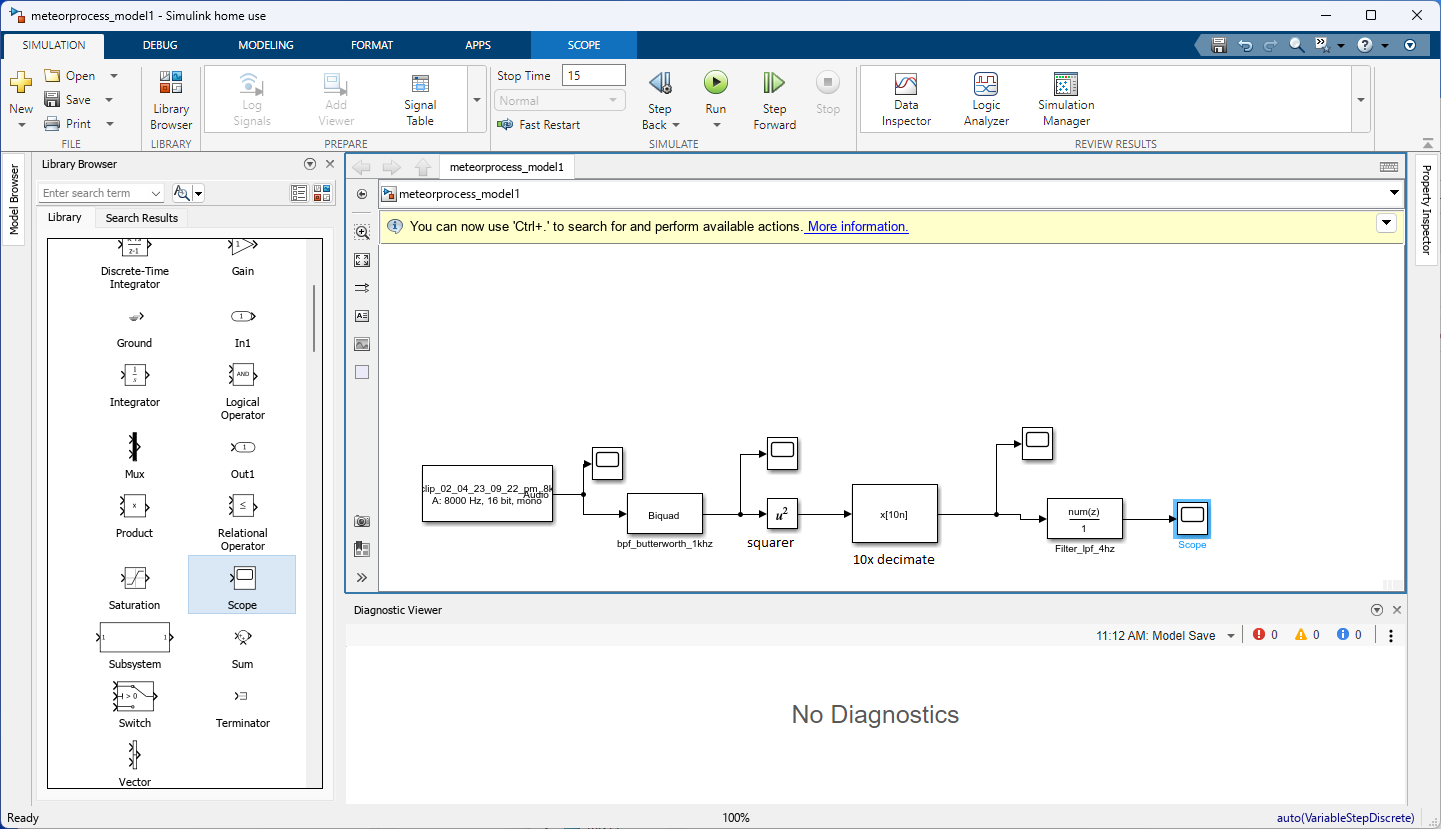 meteorprocess_model1 - Simulink home use
SIMULATION DEBUG MODELING FORMAT APPS SCOPE
New
Open
Save
Print
FILE
Library
Browser
LIBRARY
Log
Signals
Add
Viewer
Signal
Table
PREPARE
Stop Time 15
Normal
Fast Restart
Step
Back
Run
Step
Forward
Stop
SIMULATE
Data
Inspector
Logic
Analyzer
Simulation
Manager
REVIEW RESULTS
Model Browser
Library Browser
Enter search term
Library Search Results
Discrete-Time
Integrator
Gain
Ground
In1
Integrator
AND
Logical
Operator
Mux
Out1
Product
Relational
Operator
Saturation
Scope
Subsystem
Sum
> 0
Switch
Terminator
Vector
meteorprocess_model1
meteorprocess_model1
You can now use 'Ctrl+.' to search for and perform available actions. More information.
clip_02_04_23_09_22_pm_8k
A: 8000 Hz, 16 bit, mono
Audio
Biquad
bpf_butterworth_1khz
u²
squarer
x[10n]
10x decimate
num(z)
1
Filter_lpf_4hz
Scope
Property Inspector
Diagnostic Viewer
11:12 AM: Model Save 0 0 0
No Diagnostics
Ready 100% auto(VariableStepDiscrete)